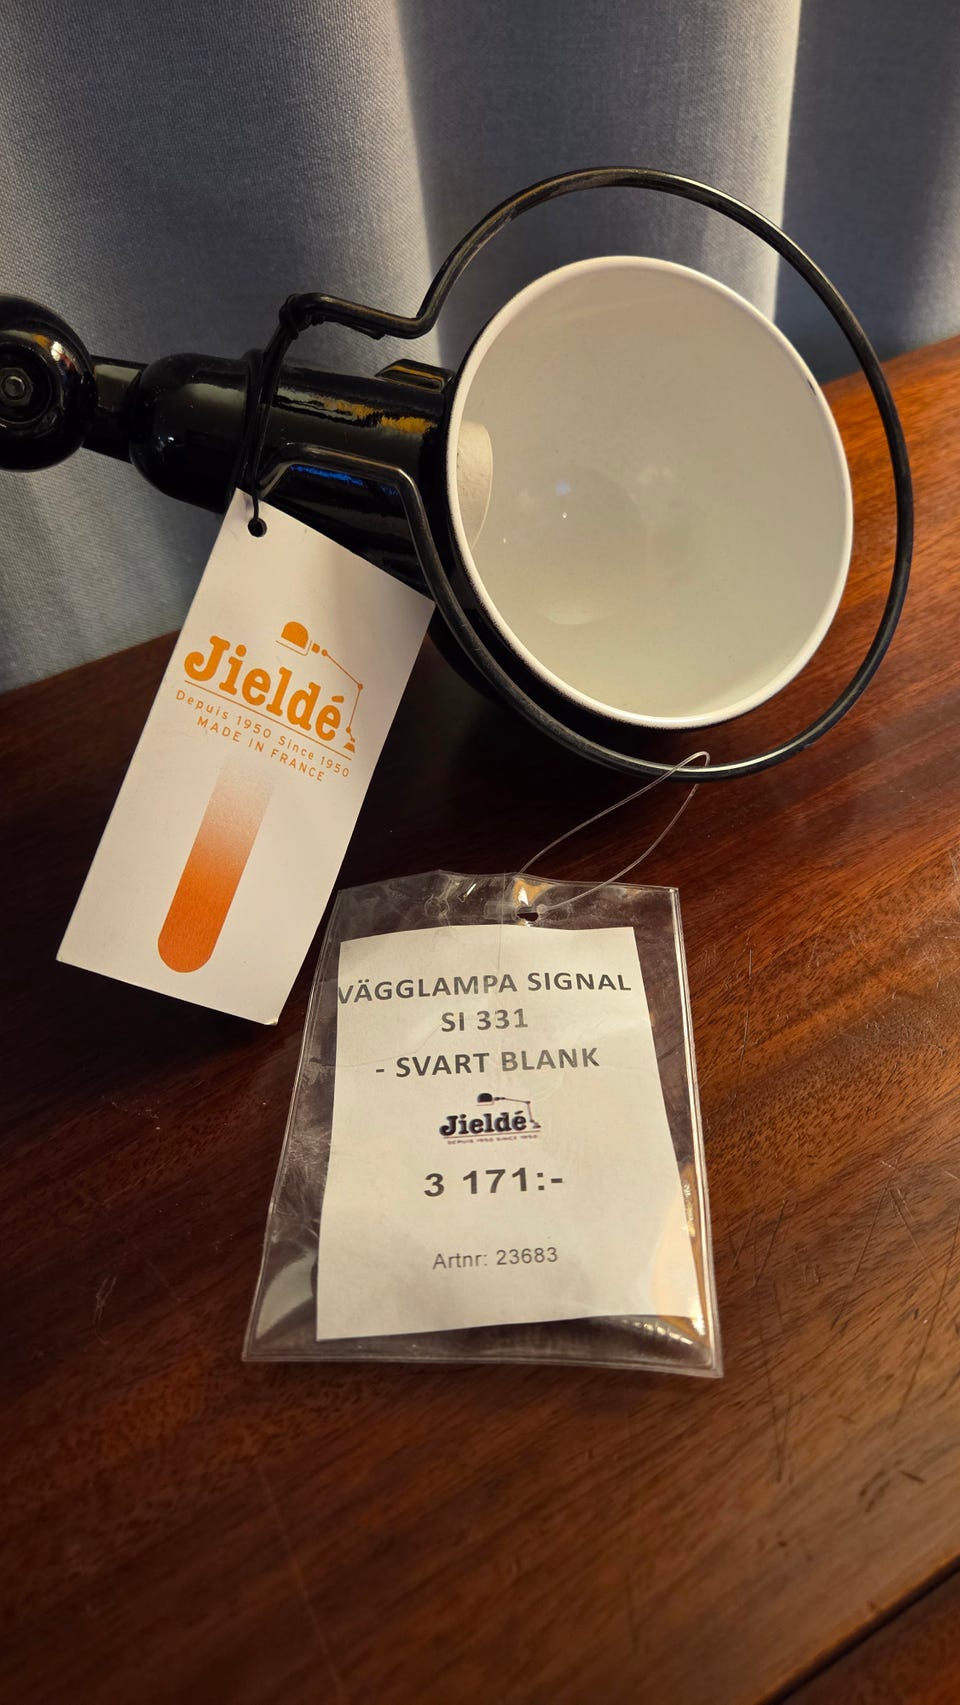 Jieldé
Depuis 1950 Since 1950
MADE IN FRANCE
VÄGGLAMPA SIGNAL
SI 331
- SVART BLANK
Jieldé
DEPUIS 1950 SINCE 1950
3 171:-
Artnr: 23683